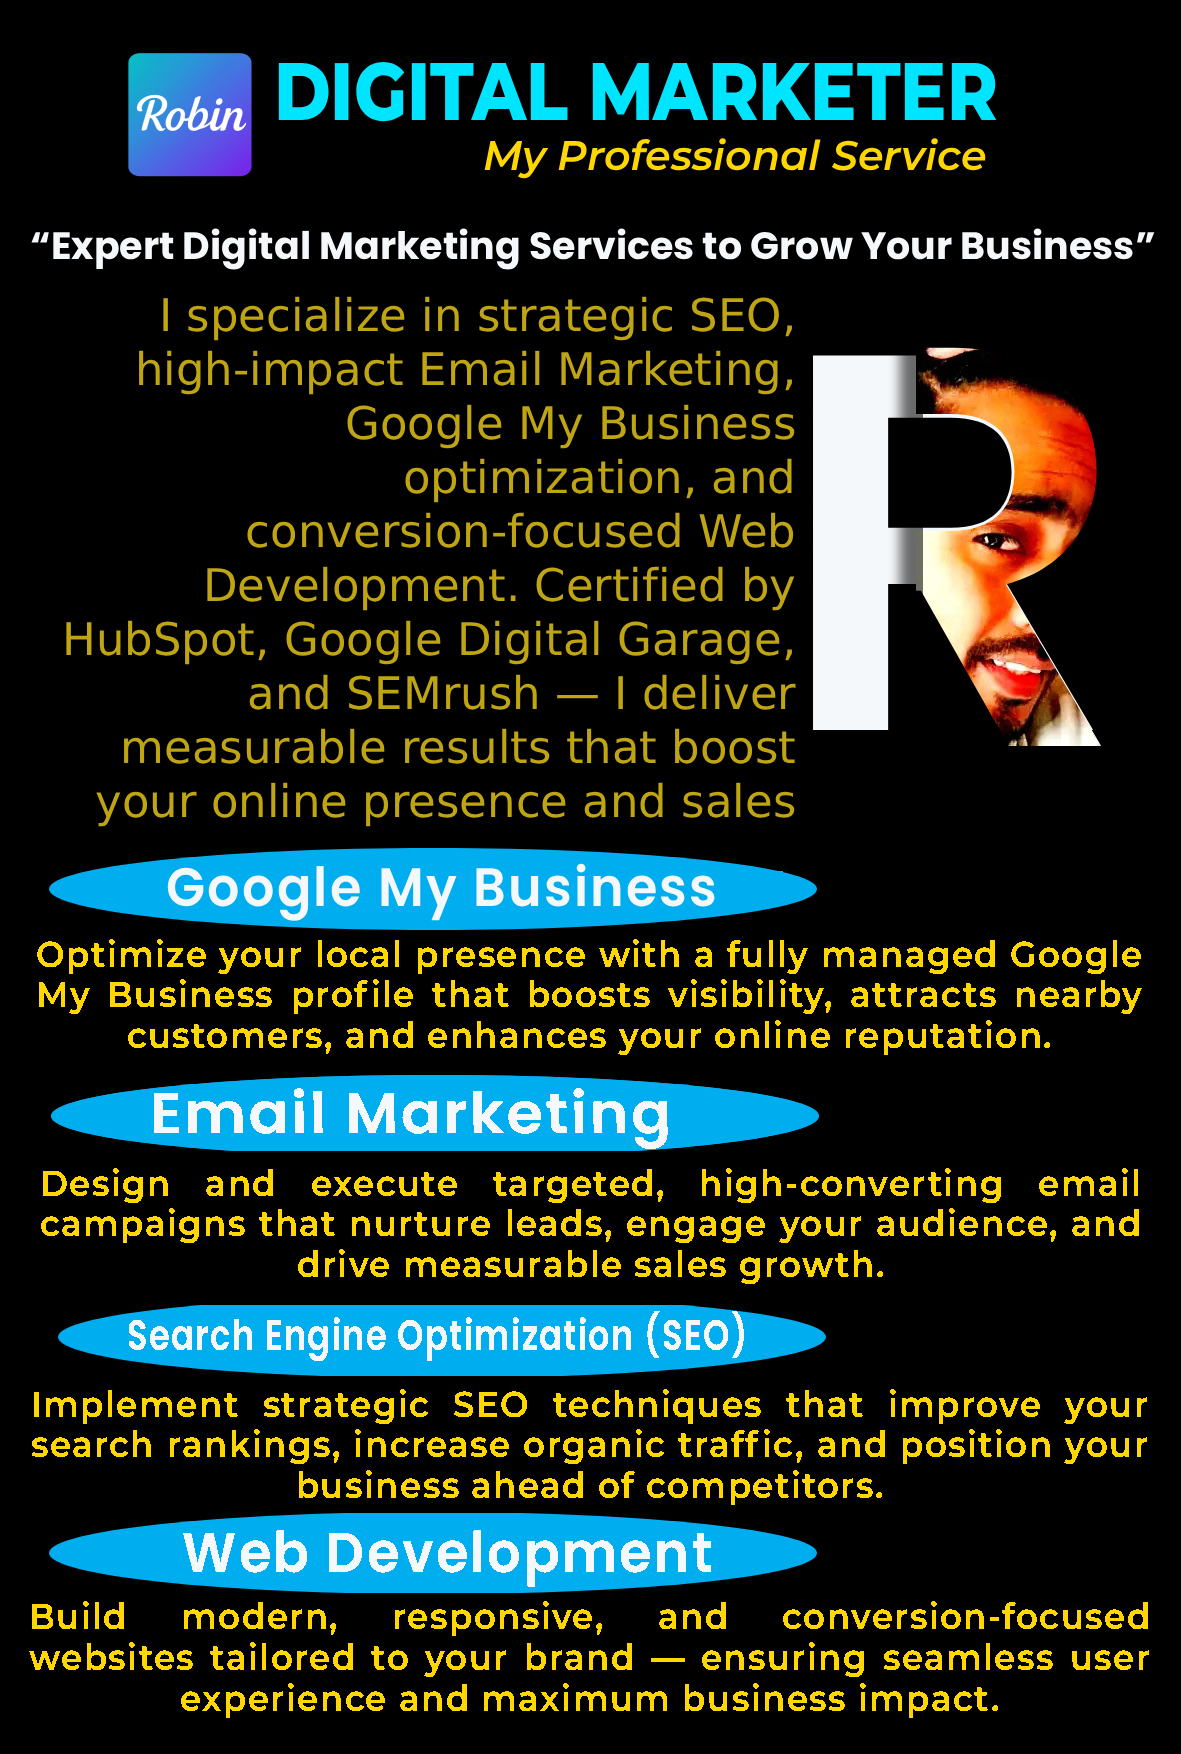 Robin
DIGITAL MARKETER
My Professional Service
“Expert Digital Marketing Services to Grow Your Business”
I specialize in strategic SEO,
high-impact Email Marketing,
Google My Business
optimization, and
conversion-focused Web
Development. Certified by
HubSpot, Google Digital Garage,
and SEMrush — I deliver
measurable results that boost
your online presence and sales
R
Google My Business
Optimize your local presence with a fully managed Google
My Business profile that boosts visibility, attracts nearby
customers, and enhances your online reputation.
Email Marketing
Design and execute targeted, high-converting email
campaigns that nurture leads, engage your audience, and
drive measurable sales growth.
Search Engine Optimization (SEO)
Implement strategic SEO techniques that improve your
search rankings, increase organic traffic, and position your
business ahead of competitors.
Web Development
Build modern, responsive, and conversion-focused
websites tailored to your brand — ensuring seamless user
experience and maximum business impact.